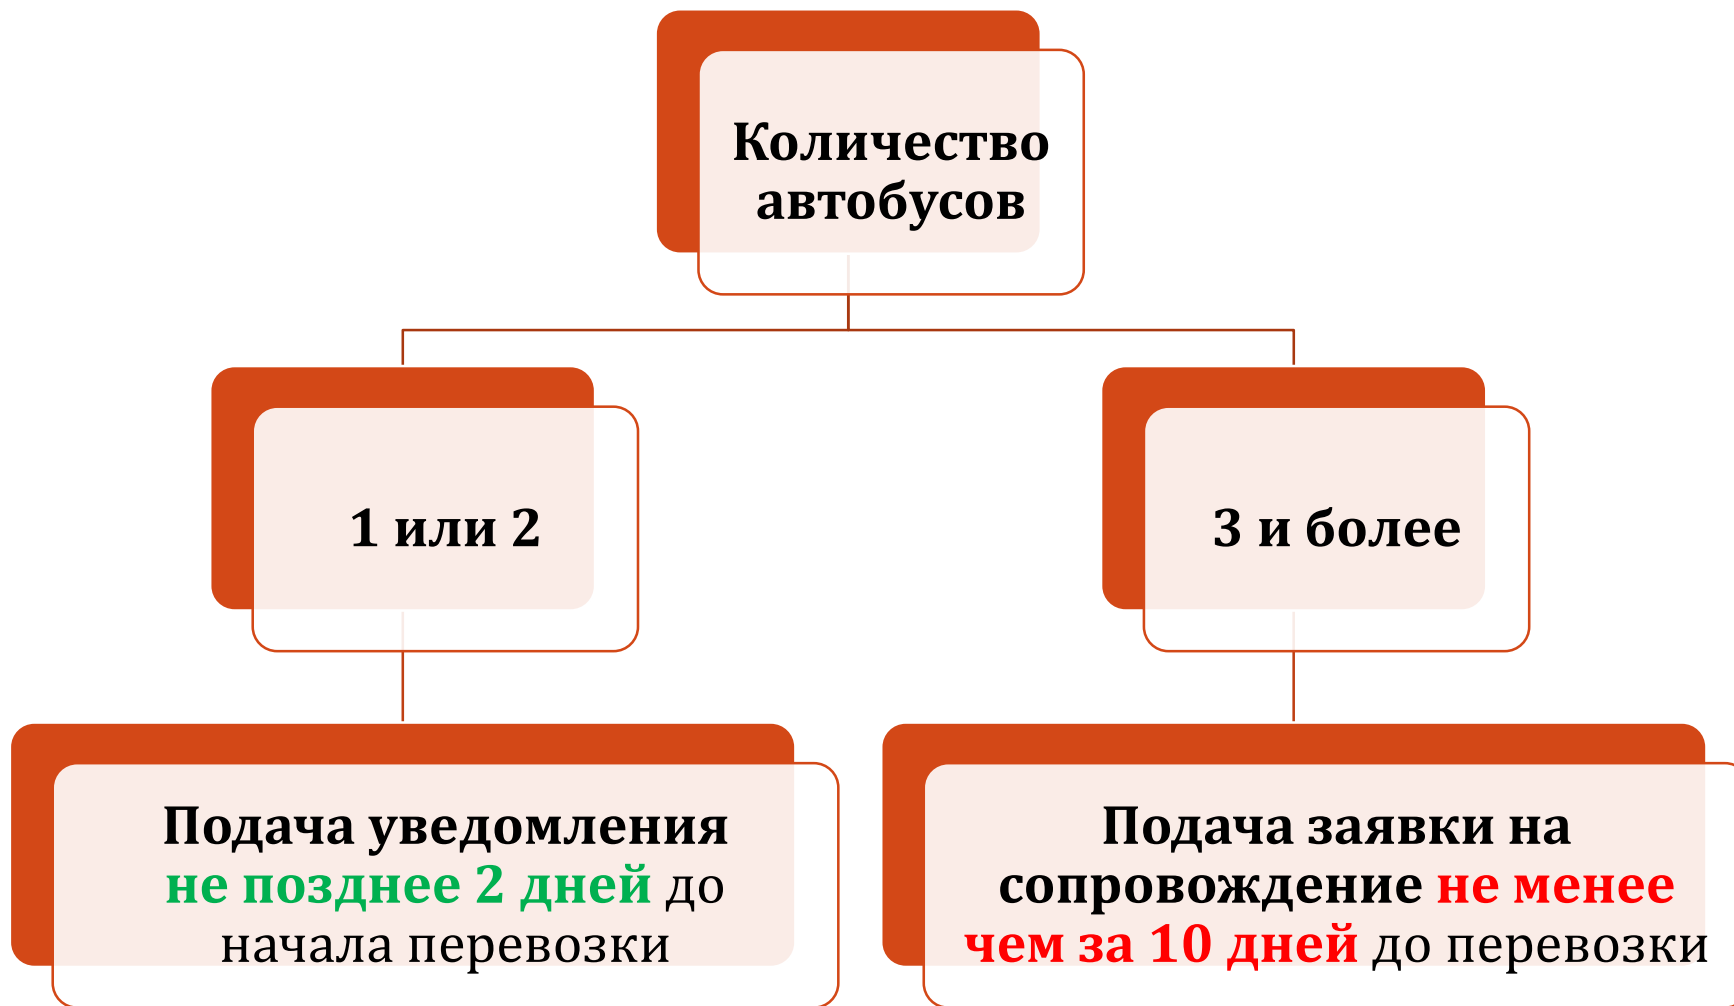 Количество
автобусов
1 или 2
3 и более
Подача уведомления
не позднее 2 дней до
начала перевозки
Подача заявки на
сопровождение не менее
чем за 10 дней до перевозки